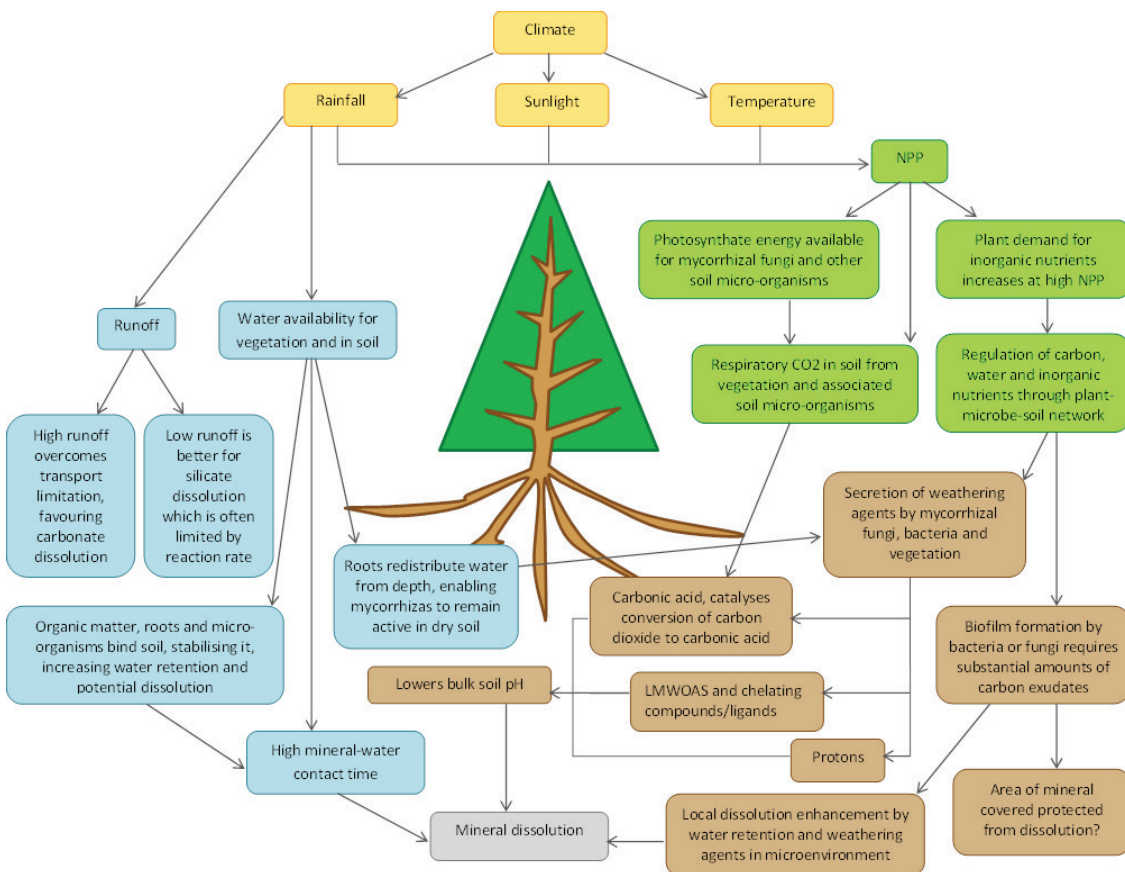 Climate
Rainfall
Sunlight
Temperature
NPP
Photosynthate energy available
for mycorrhizal fungi and other
soil micro-organisms
Plant demand for
inorganic nutrients
increases at high NPP
Runoff
Water availability for
vegetation and in soil
Respiratory CO2 in soil from
vegetation and associated
soil micro-organisms
Regulation of carbon,
water and inorganic
nutrients through plant-
microbe-soil network
High runoff
overcomes
transport
limitation,
favouring
carbonate
dissolution
Low runoff is
better for
silicate
dissolution
which is often
limited by
reaction rate
Secretion of weathering
agents by mycorrhizal
fungi, bacteria and
vegetation
Roots redistribute water
from depth, enabling
mycorrhizas to remain
active in dry soil
Carbonic acid, catalyses
conversion of carbon
dioxide to carbonic acid
Organic matter, roots and micro-
organisms bind soil, stabilising it,
increasing water retention and
potential dissolution
Biofilm formation by
bacteria or fungi requires
substantial amounts of
carbon exudates
Lowers bulk soil pH
LMWOAS and chelating
compounds/ligands
High mineral-water
contact time
Protons
Mineral dissolution
Local dissolution enhancement by
water retention and weathering
agents in microenvironment
Area of mineral
covered protected
from dissolution?